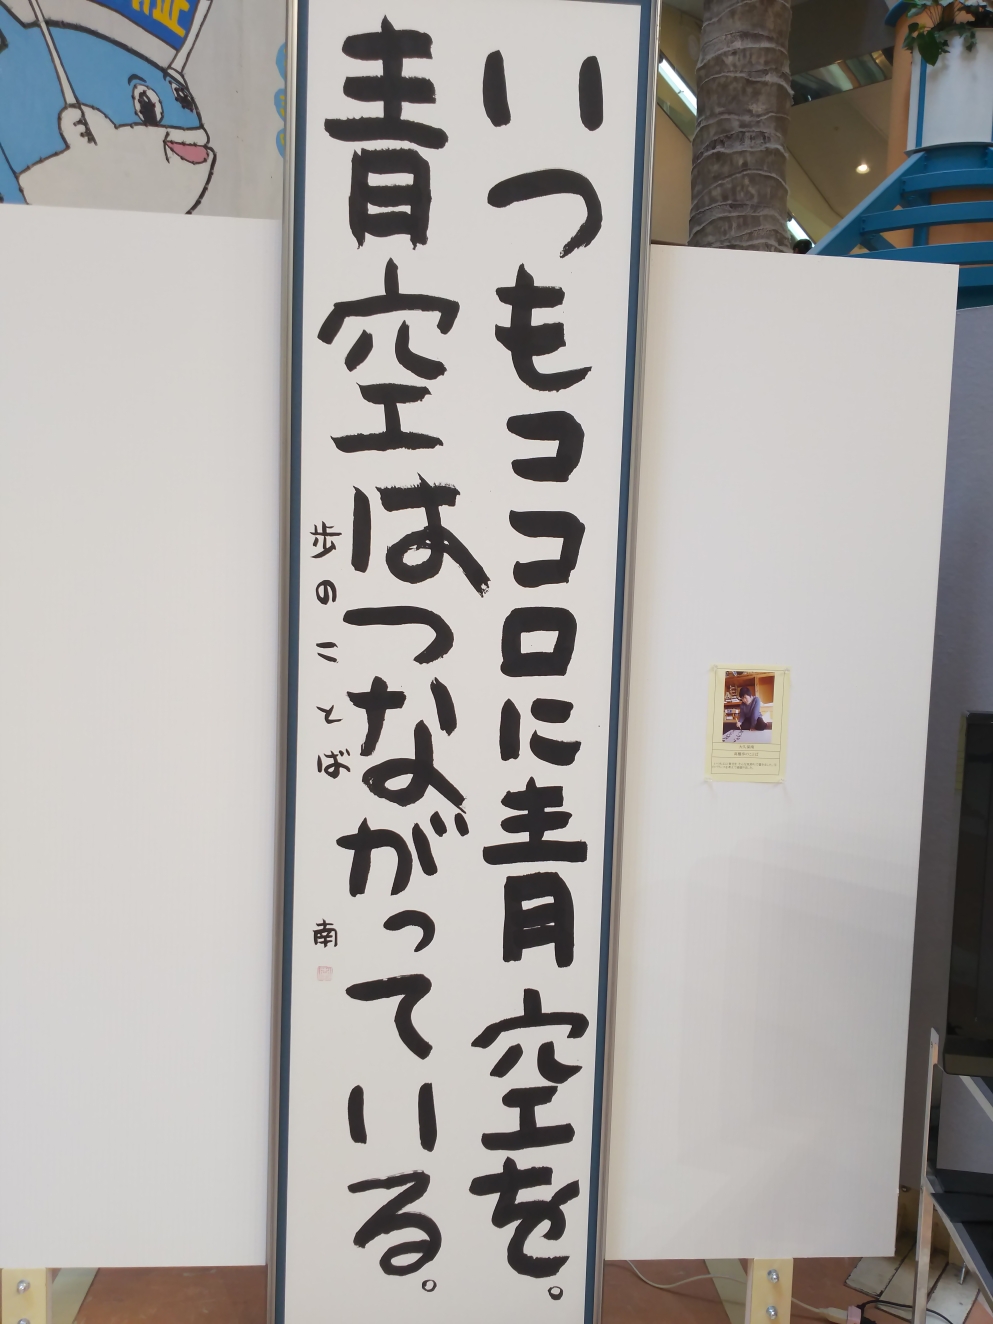 いつもココロに青空を。
青空はつながっている。
歩のことば 南